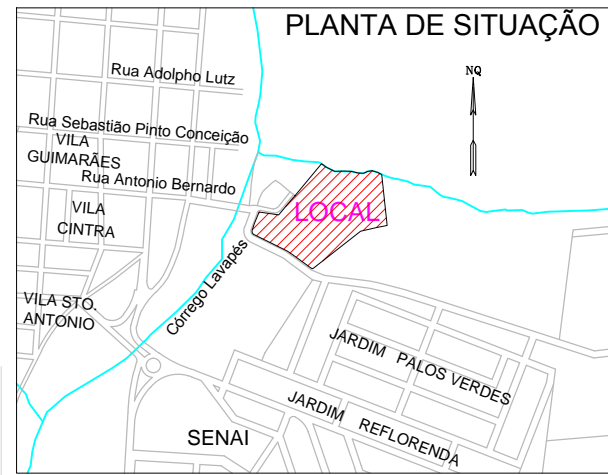 PLANTA DE SITUAÇÃO
NQ
Rua Adolpho Lutz
Rua Sebastião Pinto Conceição
VILA
GUIMARÃES
Rua Antonio Bernardo
VILA
CINTRA
LOCAL
Córrego Lavapés
VILA STO.
ANTONIO
JARDIM PALOS VERDES
JARDIM REFLORENDA
SENAI